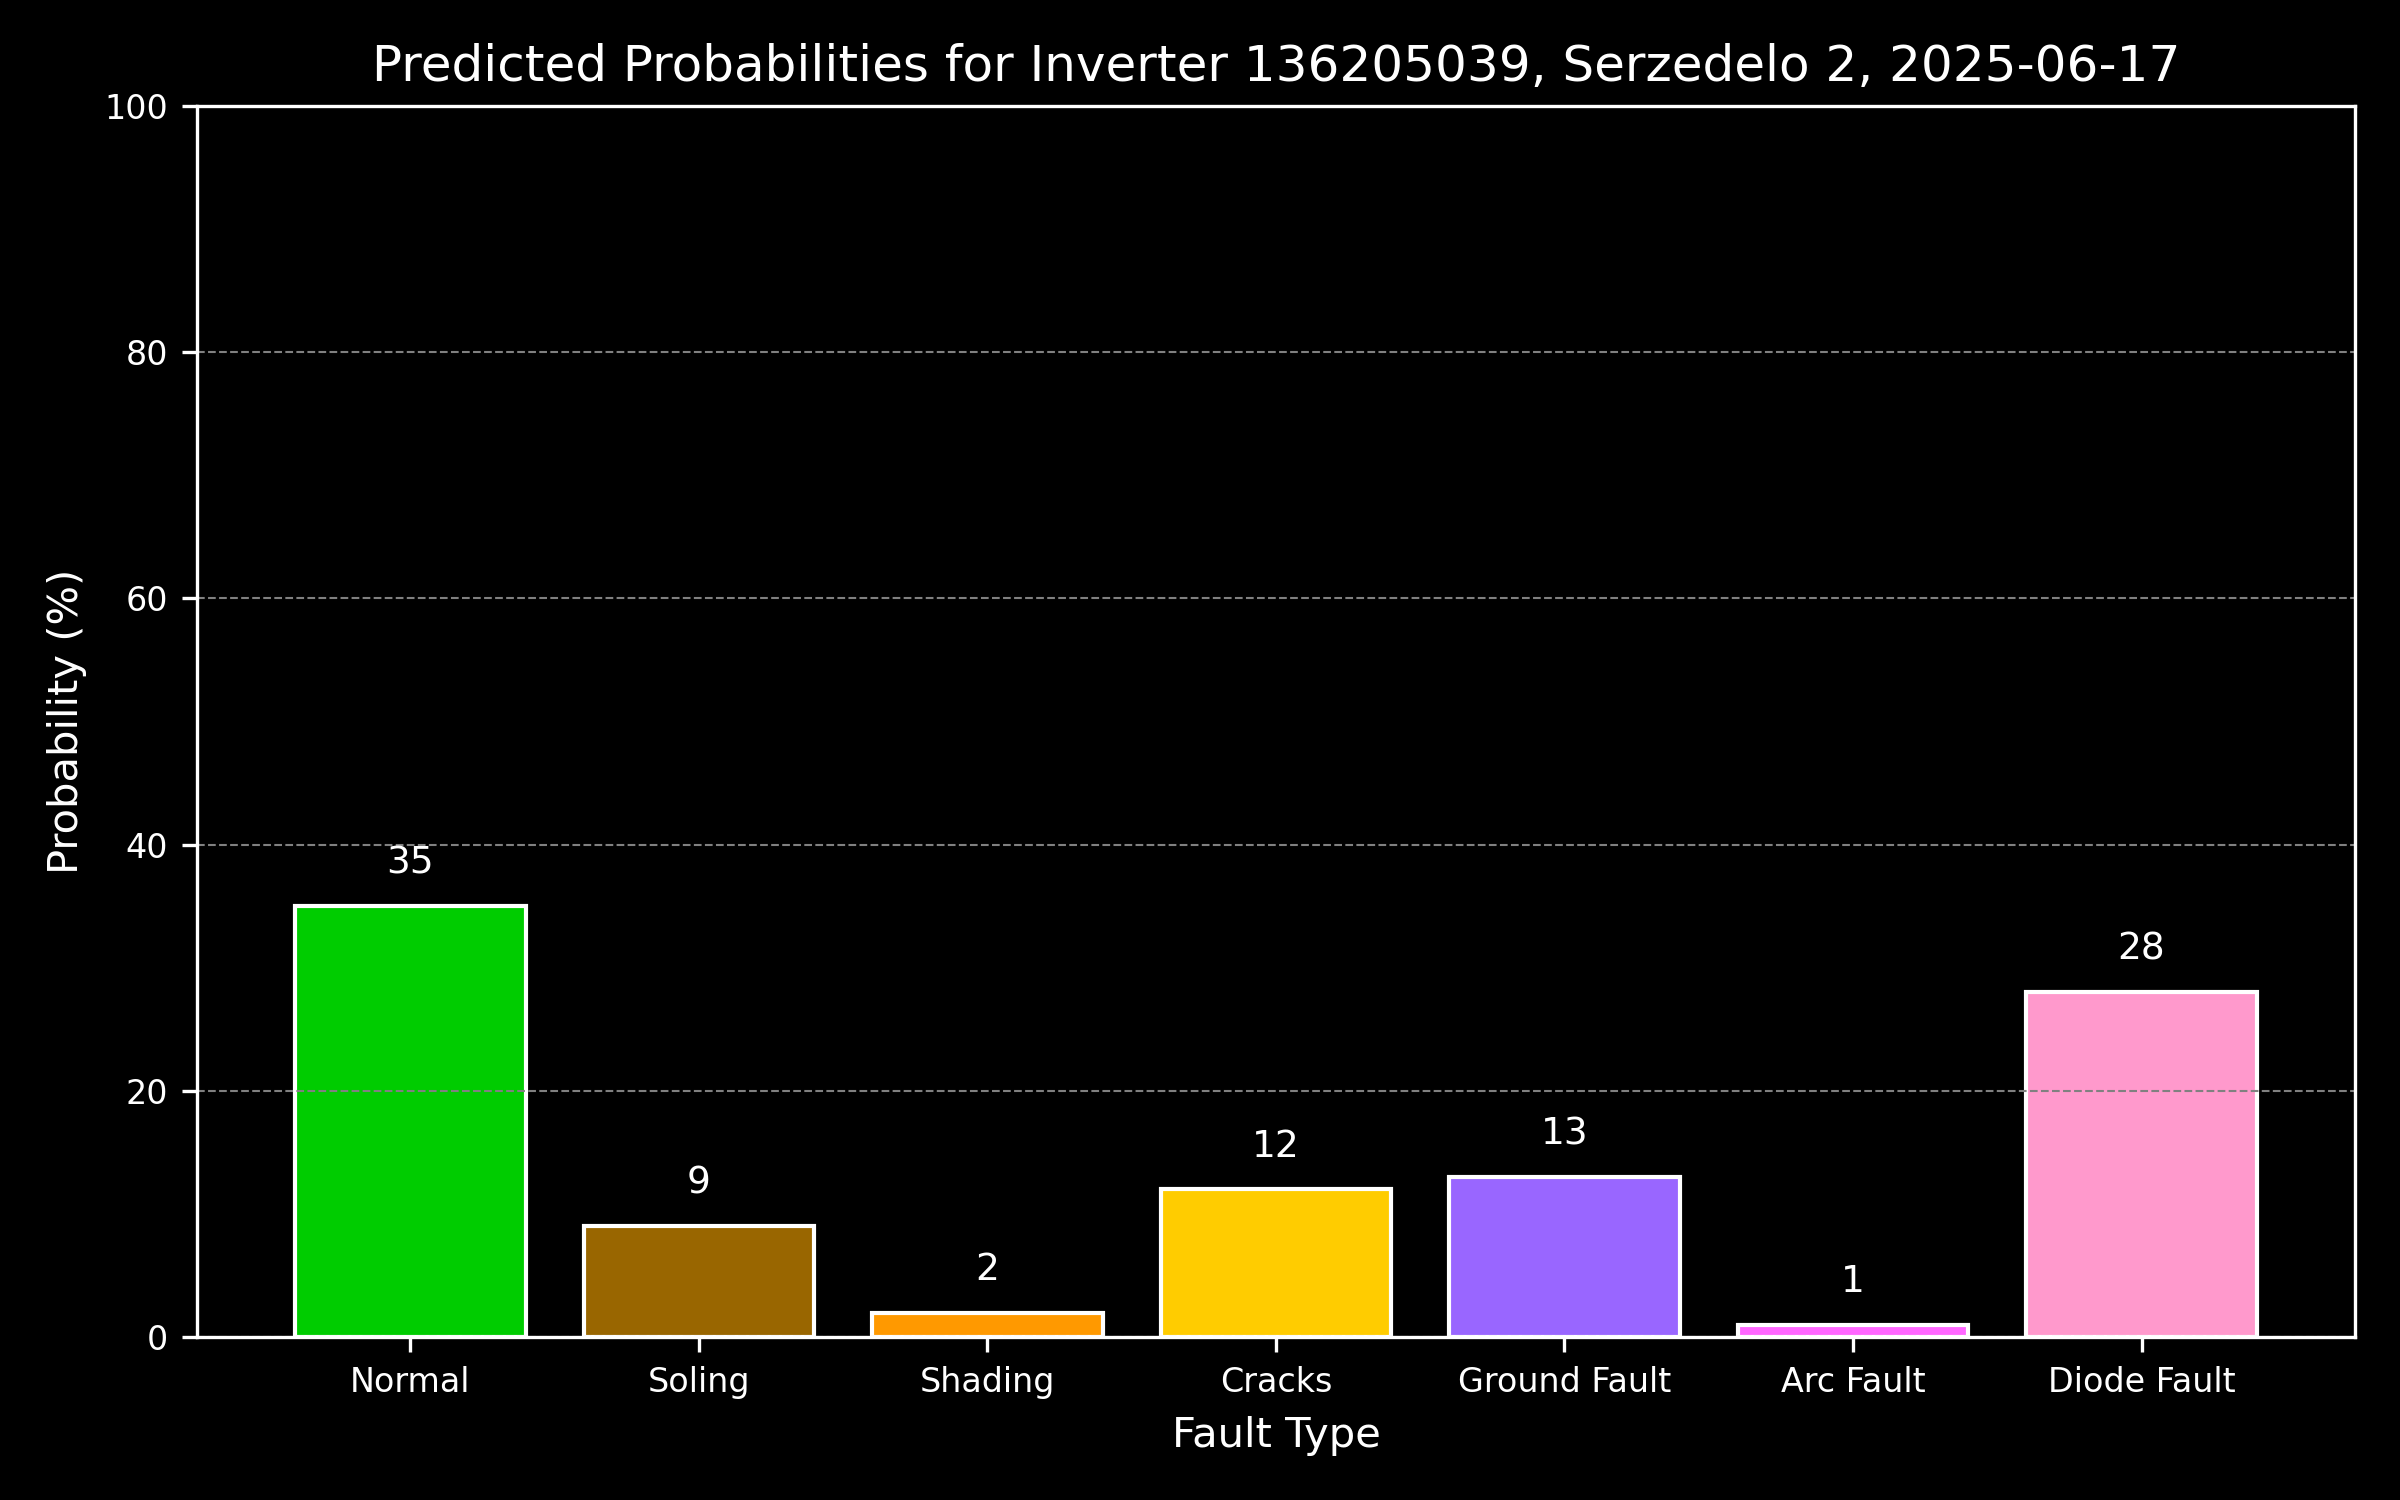 Predicted Probabilities for Inverter 136205039, Serzedelo 2, 2025-06-17
100
80
60
40
20
0
Probability (%)
35
9
2
12
13
1
28
Normal
Soling
Shading
Cracks
Ground Fault
Arc Fault
Diode Fault
Fault Type